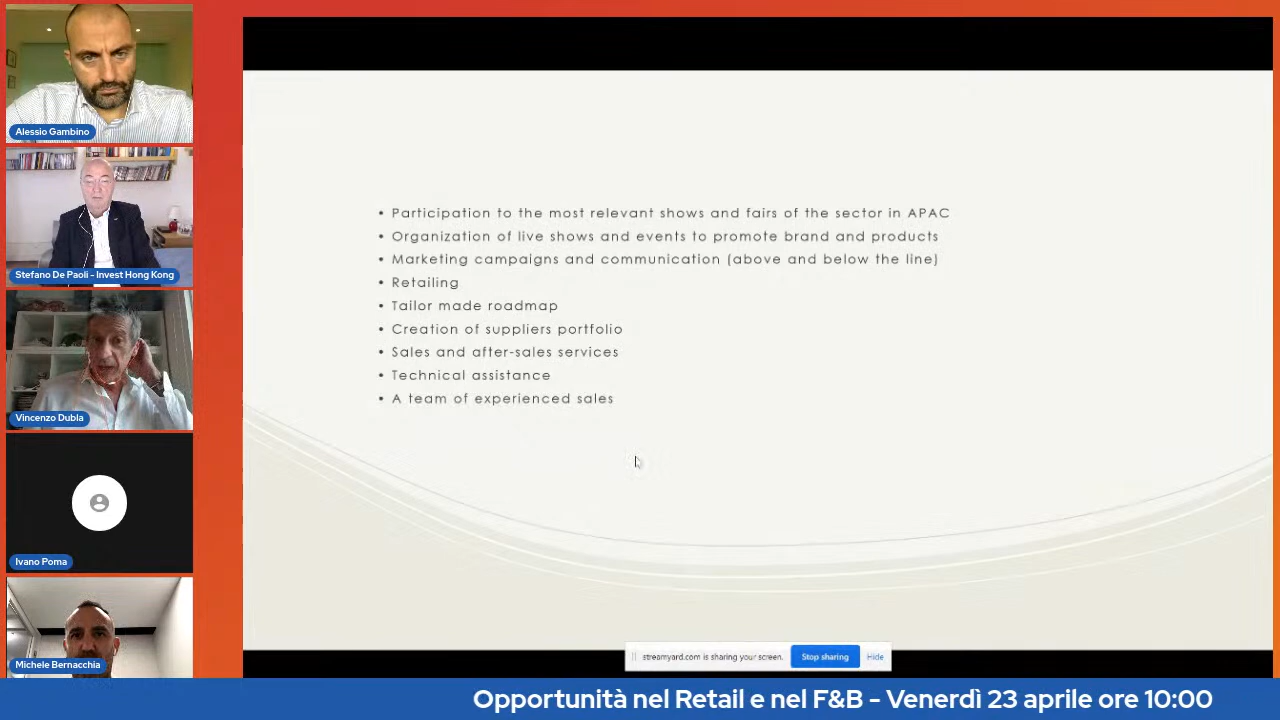 Alessio Gambino
Stefano De Paoli - Invest Hong Kong
Vincenzo Dubla
Ivano Poma
Michele Bernacchia
• Participation to the most relevant shows and fairs of the sector in APAC
• Organization of live shows and events to promote brand and products
• Marketing campaigns and communication (above and below the line)
• Retailing
• Tailor made roadmap
• Creation of suppliers portfolio
• Sales and after-sales services
• Technical assistance
• A team of experienced sales
streamyard.com is sharing your screen. Stop sharing Hide
Opportunità nel Retail e nel F&B - Venerdì 23 aprile ore 10:00